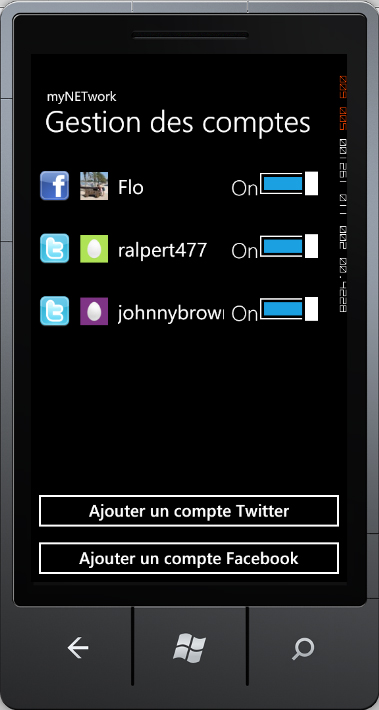 myNETwork
Gestion des comptes
Flo
On
ralpert477
On
johnnybrow
On
Ajouter un compte Twitter
Ajouter un compte Facebook